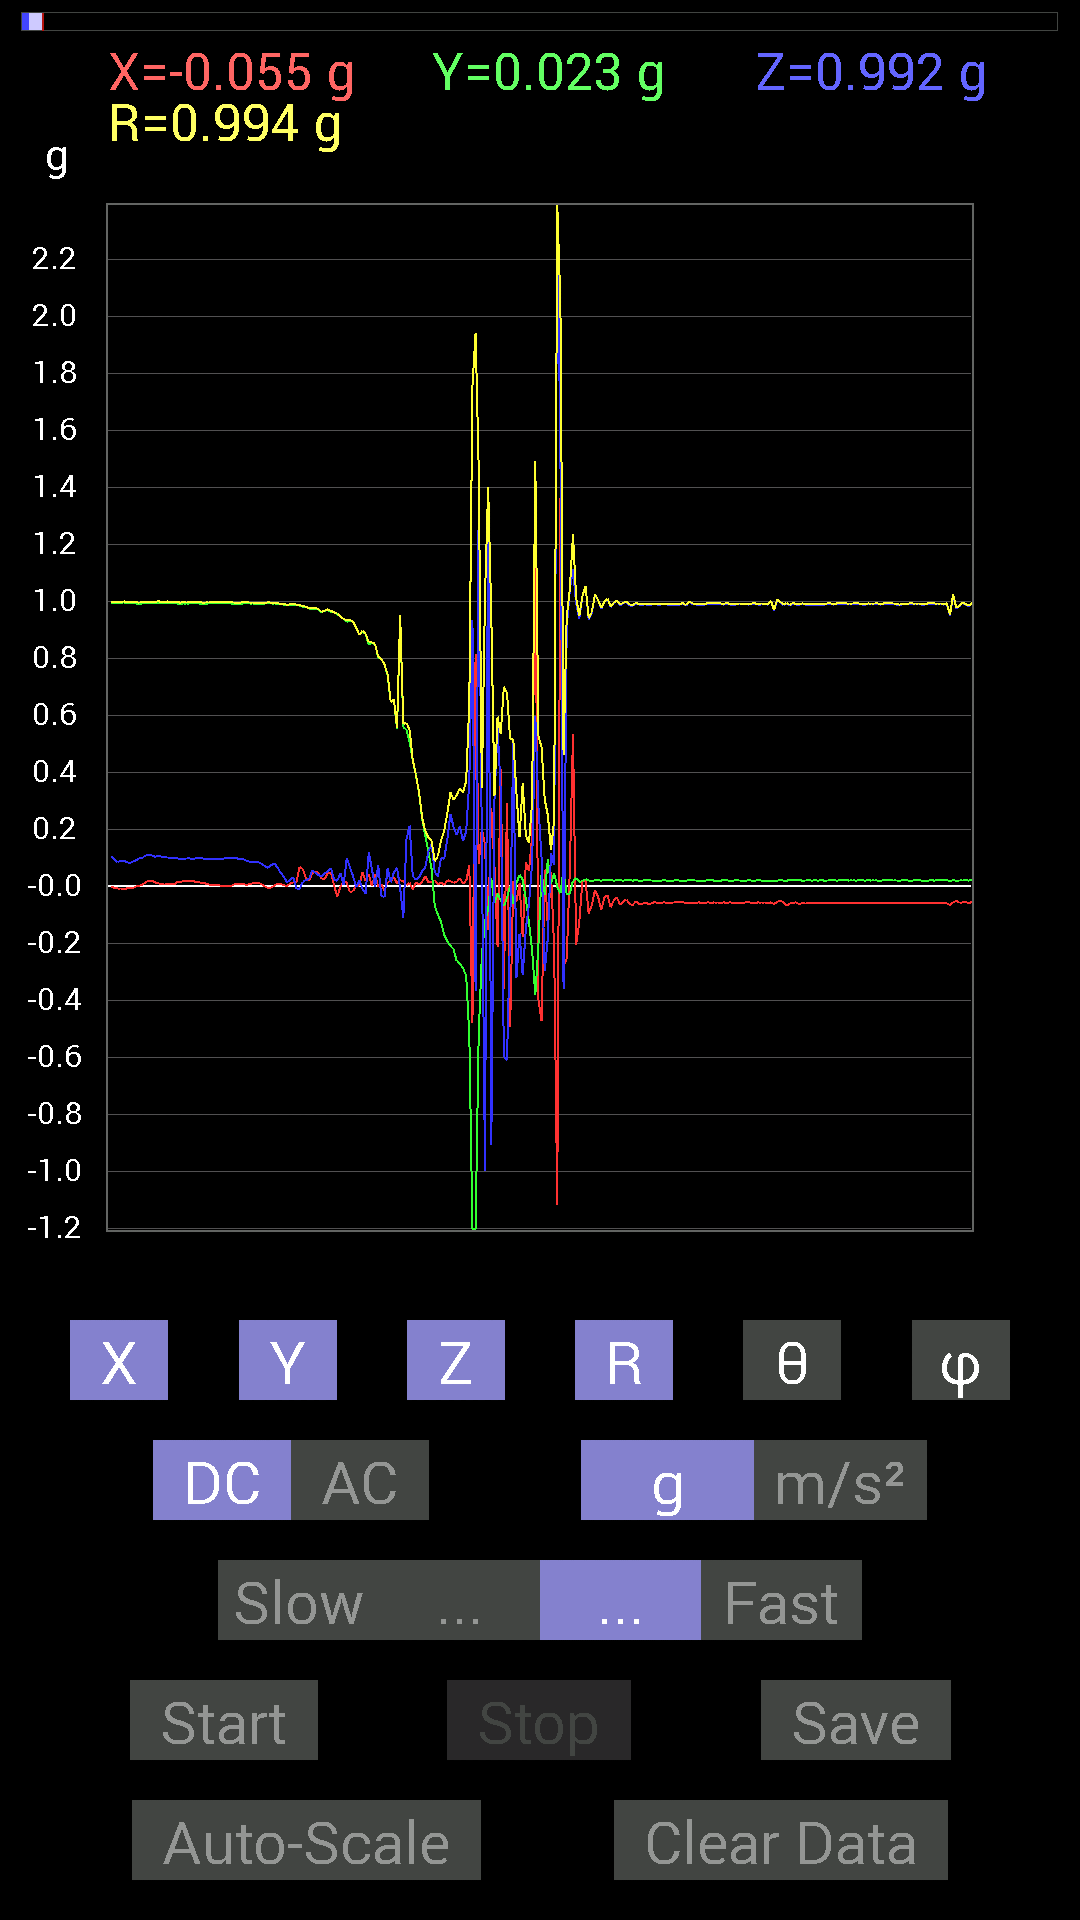 X=-0.055 g Y=0.023 g Z=0.992 g
R=0.994 g
g
2.2
2.0
1.8
1.6
1.4
1.2
1.0
0.8
0.6
0.4
0.2
-0.0
-0.2
-0.4
-0.6
-0.8
-1.0
-1.2
X Y Z R θ φ
DC AC g m/s²
Slow ... ... Fast
Start Stop Save
Auto-Scale Clear Data